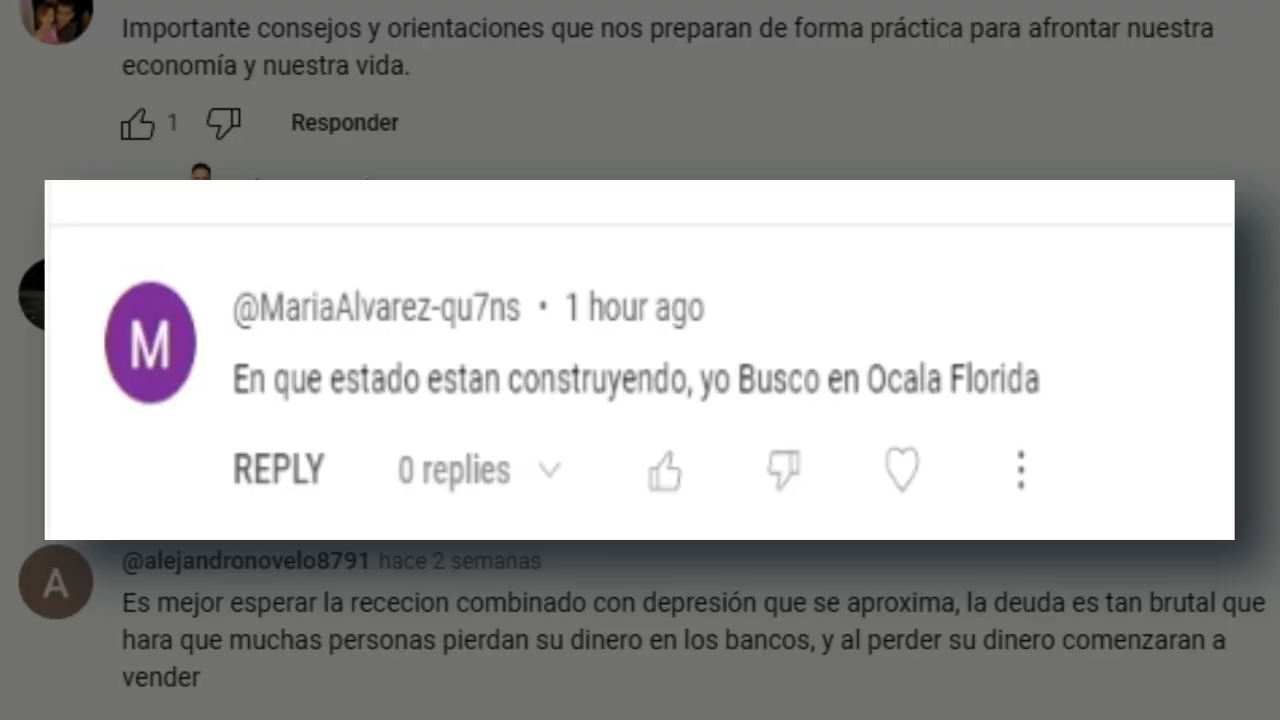 Importante consejos y orientaciones que nos preparan de forma práctica para afrontar nuestra
economía y nuestra vida.
1 Responder
M
@MariaAlvarez-qu7ns • 1 hour ago
En que estado estan construyendo, yo Busco en Ocala Florida
REPLY 0 replies
A
@alejandronovelo8791 hace 2 semanas
Es mejor esperar la rececion combinado con depresión que se aproxima, la deuda es tan brutal que
hara que muchas personas pierdan su dinero en los bancos, y al perder su dinero comenzaran a
vender